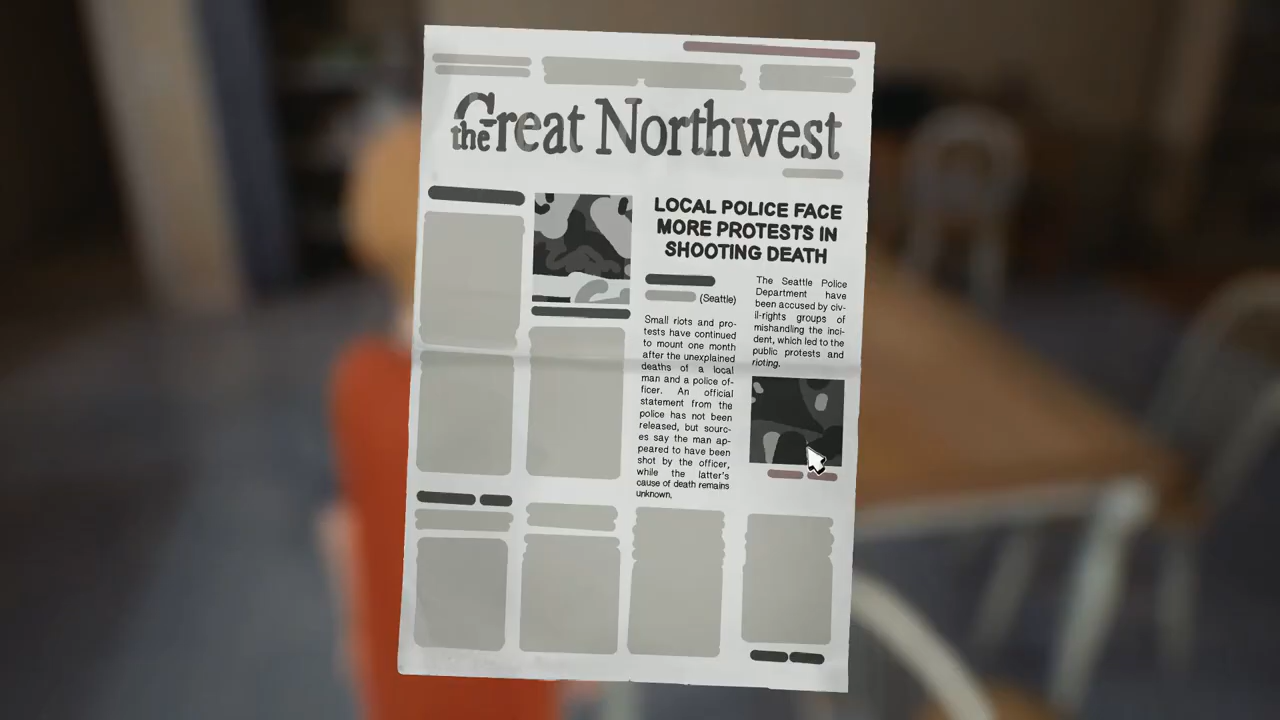 the Great Northwest
LOCAL POLICE FACE
MORE PROTESTS IN
SHOOTING DEATH
(Seattle)
Small riots and pro-
tests have continued
to mount one month
after the unexplained
deaths of a local
man and a police of-
ficer. An official
statement from the
police has not been
released, but sourc-
es say the man ap-
peared to have been
shot by the officer,
while the latter's
cause of death remains
unknown.
The Seattle Police
Department have
been accused by civ-
il-rights groups of
mishandling the inci-
dent, which led to the
public protests and
rioting.